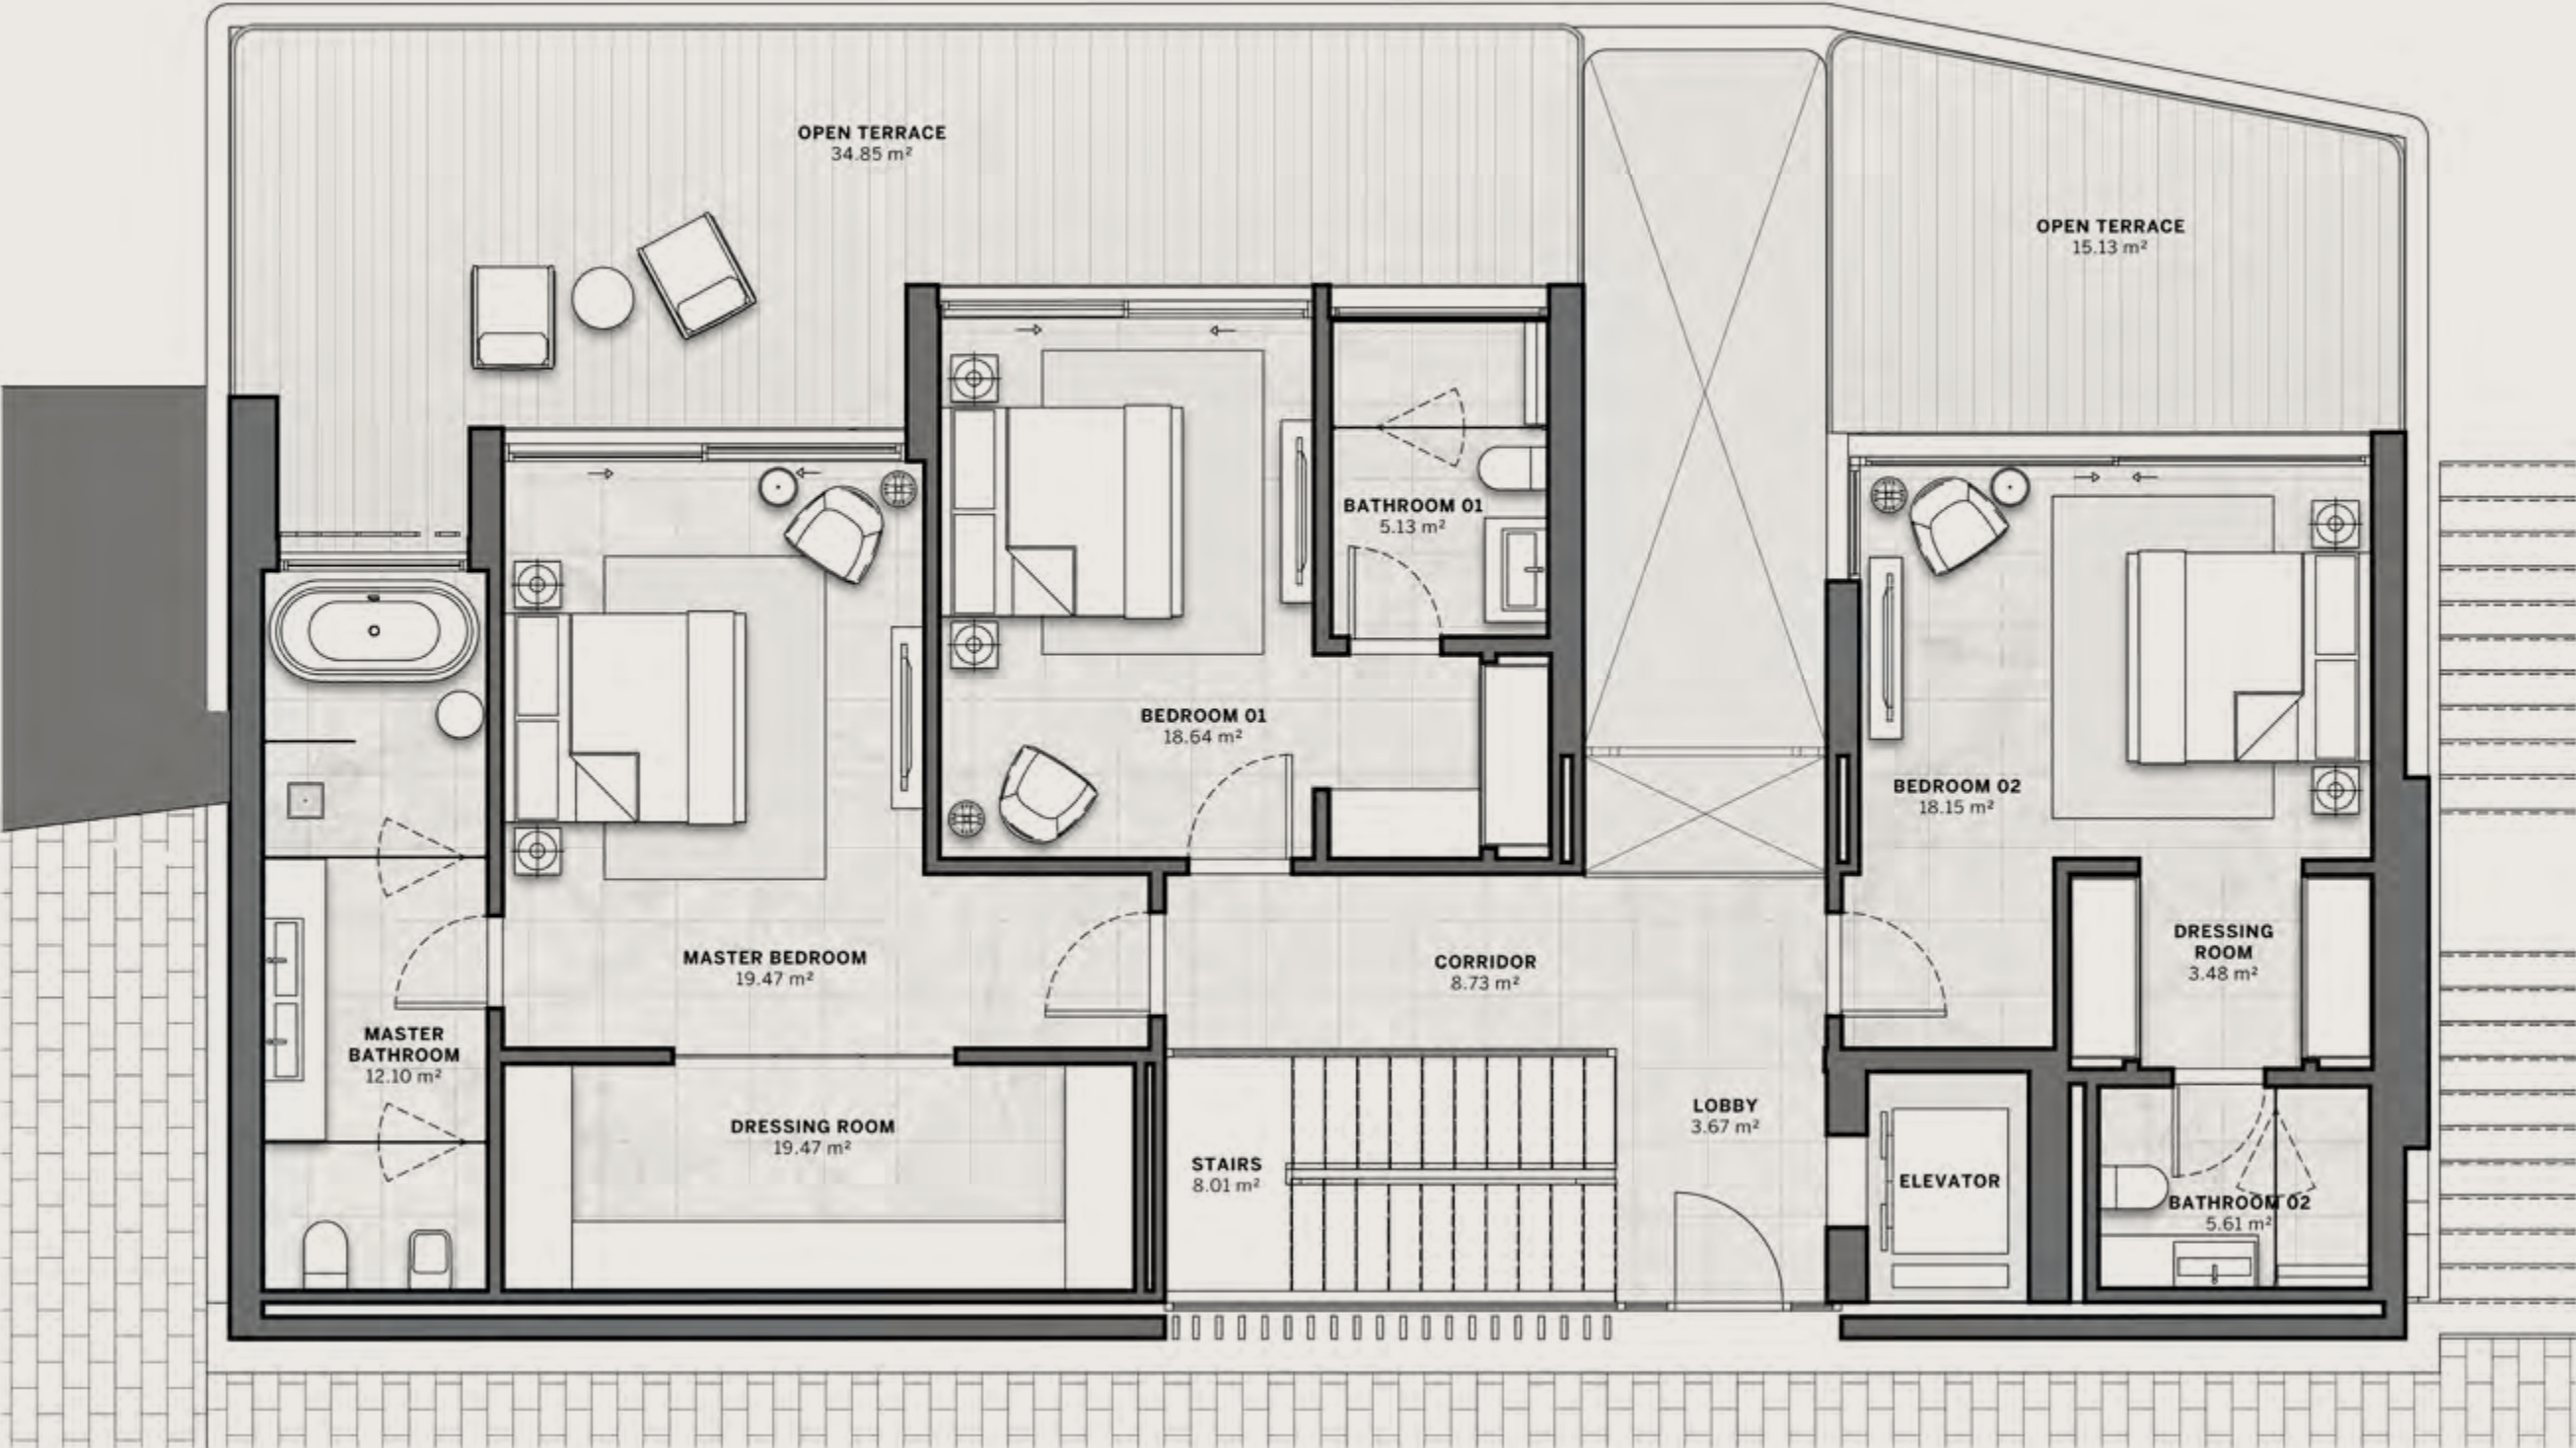 OPEN TERRACE
34.85 m²
OPEN TERRACE
15.13 m²
BATHROOM 01
5.13 m²
BEDROOM 01
18.64 m²
BEDROOM 02
18.15 m²
MASTER BEDROOM
19.47 m²
CORRIDOR
8.73 m²
DRESSING
ROOM
3.48 m²
MASTER
BATHROOM
12.10 m²
DRESSING ROOM
19.47 m²
STAIRS
8.01 m²
LOBBY
3.67 m²
ELEVATOR
BATHROOM 02
5.61 m²